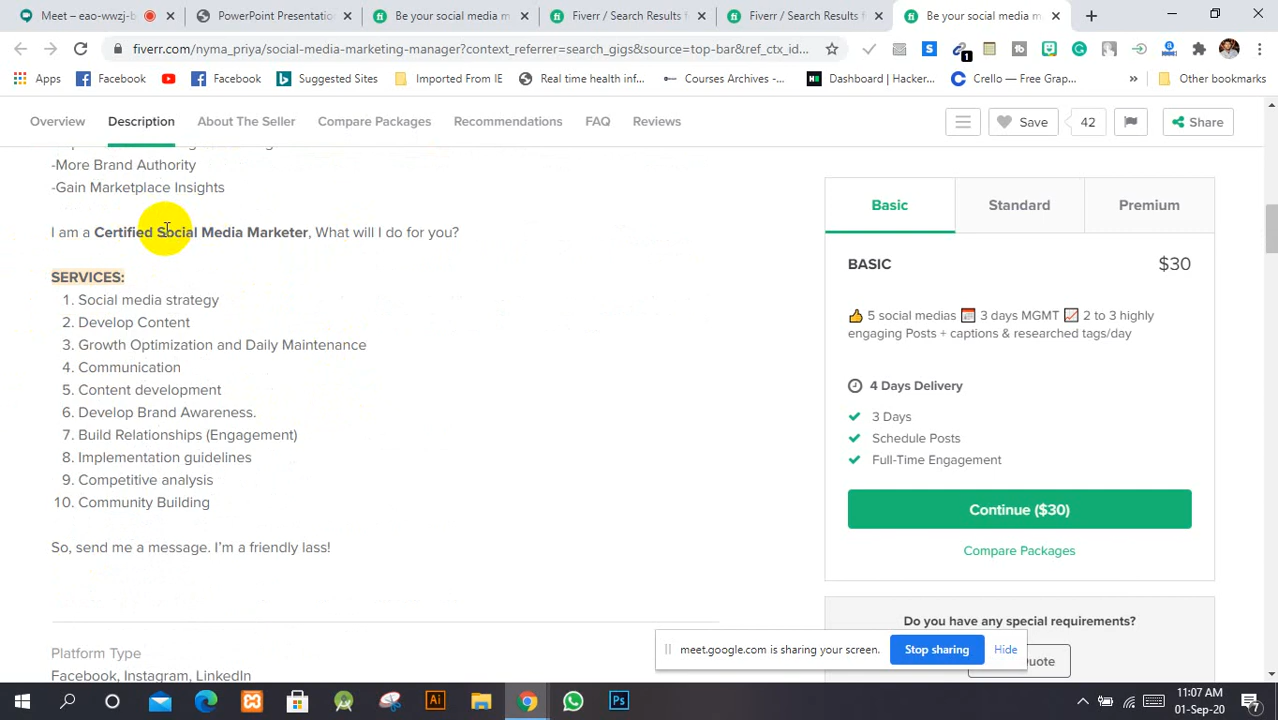 Meet – eao-wwzj-b
PowerPoint Presentatio
Be your social media m
Fiverr / Search Results f
Fiverr / Search Results f
Be your social media m
fiverr.com/nyma_priya/social-media-marketing-manager?context_referrer=search_gigs&source=top-bar&ref_ctx_id...
1
Apps
Facebook
Facebook
Suggested Sites
Imported From IE
Real time health inf...
Courses Archives -...
Dashboard | Hacker...
Crello — Free Grap...
»
Other bookmarks
Overview
Description
About The Seller
Compare Packages
Recommendations
FAQ
Reviews
Save
42
Share
-More Brand Authority
-Gain Marketplace Insights
I am a Certified Social Media Marketer, What will I do for you?
SERVICES:
1. Social media strategy
2. Develop Content
3. Growth Optimization and Daily Maintenance
4. Communication
5. Content development
6. Develop Brand Awareness.
7. Build Relationships (Engagement)
8. Implementation guidelines
9. Competitive analysis
10. Community Building
So, send me a message. I'm a friendly lass!
Platform Type
Facebook, Instagram, LinkedIn
Basic
Standard
Premium
BASIC
$30
5 social medias 3 days MGMT 2 to 3 highly
engaging Posts + captions & researched tags/day
4 Days Delivery
3 Days
Schedule Posts
Full-Time Engagement
Continue ($30)
Compare Packages
Do you have any special requirements?
Quote
meet.google.com is sharing your screen.
Stop sharing
Hide
11:07 AM
01-Sep-20
7